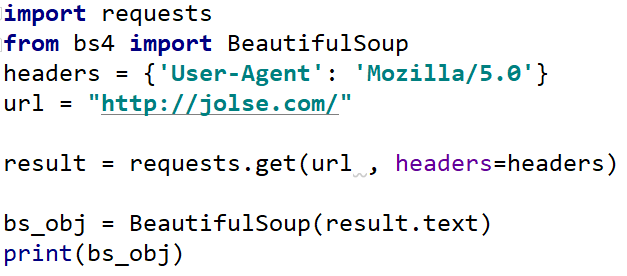 import requests
from bs4 import BeautifulSoup
headers = {'User-Agent': 'Mozilla/5.0'}
url = "http://jolse.com/"
result = requests.get(url , headers=headers)
bs_obj = BeautifulSoup(result.text)
print(bs_obj)